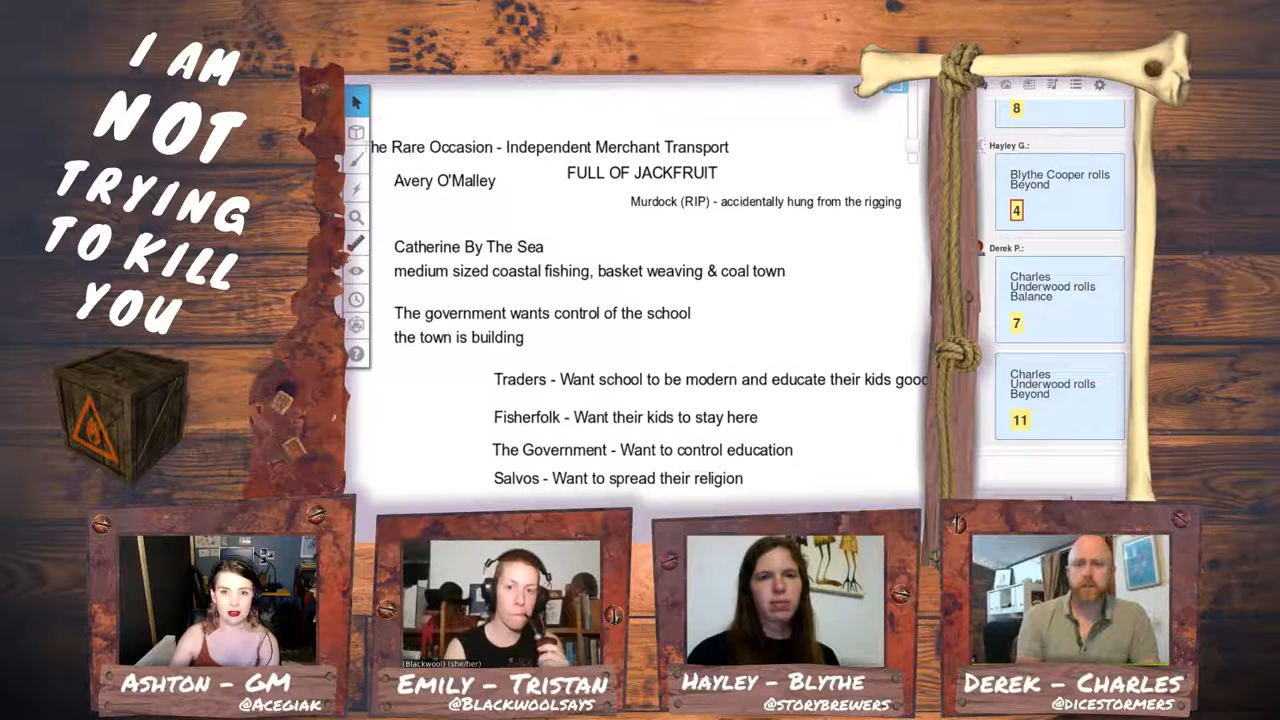 I AM
NOT
TRYING
TO KILL
YOU
he Rare Occasion - Independent Merchant Transport
FULL OF JACKFRUIT
Avery O'Malley
Murdock (RIP) - accidentally hung from the rigging
Catherine By The Sea
medium sized coastal fishing, basket weaving & coal town
The government wants control of the school
the town is building
Traders - Want school to be modern and educate their kids good
Fisherfolk - Want their kids to stay here
The Government - Want to control education
Salvos - Want to spread their religion
8
Hayley G.:
Blythe Cooper rolls
Beyond
4
Derek P.:
Charles
Underwood rolls
Balance
7
Charles
Underwood rolls
Beyond
11
(Blackwool) (she/her)
ASHTON - GM
@ACEGIAK
EMILY - TRISTAN
@BLACKWOOLSAYS
HAYLEY - BLYTHE
@STORYBREWERS
DEREK - CHARLES
@DICESTORMERS